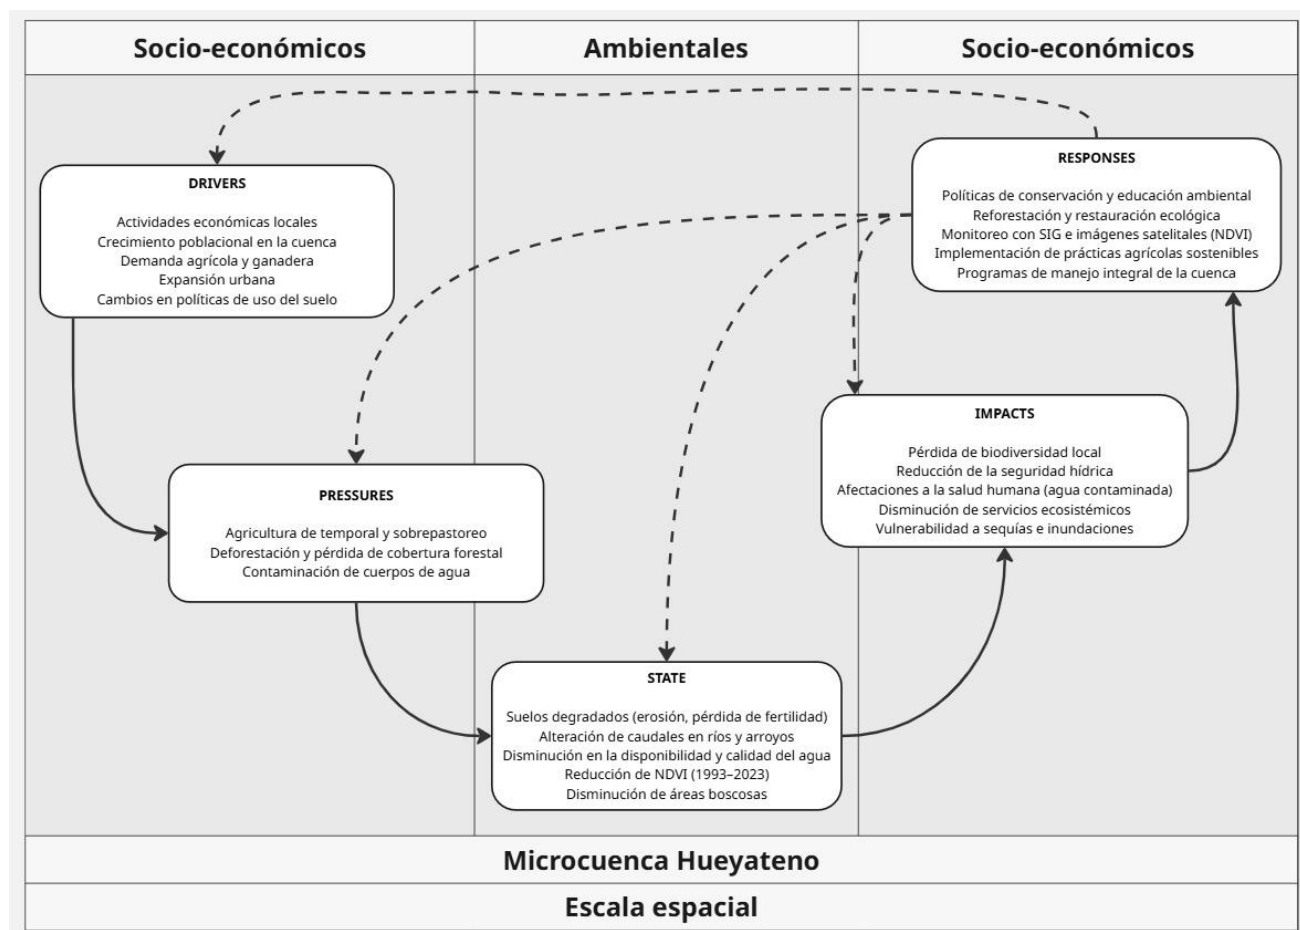 Socio-económicos
Ambientales
Socio-económicos
DRIVERS
Actividades económicas locales
Crecimiento poblacional en la cuenca
Demanda agrícola y ganadera
Expansión urbana
Cambios en políticas de uso del suelo
RESPONSES
Políticas de conservación y educación ambiental
Reforestación y restauración ecológica
Monitoreo con SIG e imágenes satelitales (NDVI)
Implementación de prácticas agrícolas sostenibles
Programas de manejo integral de la cuenca
IMPACTS
Pérdida de biodiversidad local
Reducción de la seguridad hídrica
Afectaciones a la salud humana (agua contaminada)
Disminución de servicios ecosistémicos
Vulnerabilidad a sequías e inundaciones
PRESSURES
Agricultura de temporal y sobrepastoreo
Deforestación y pérdida de cobertura forestal
Contaminación de cuerpos de agua
STATE
Suelos degradados (erosión, pérdida de fertilidad)
Alteración de caudales en ríos y arroyos
Disminución en la disponibilidad y calidad del agua
Reducción de NDVI (1993–2023)
Disminución de áreas boscosas
Microcuenca Hueyateno
Escala espacial